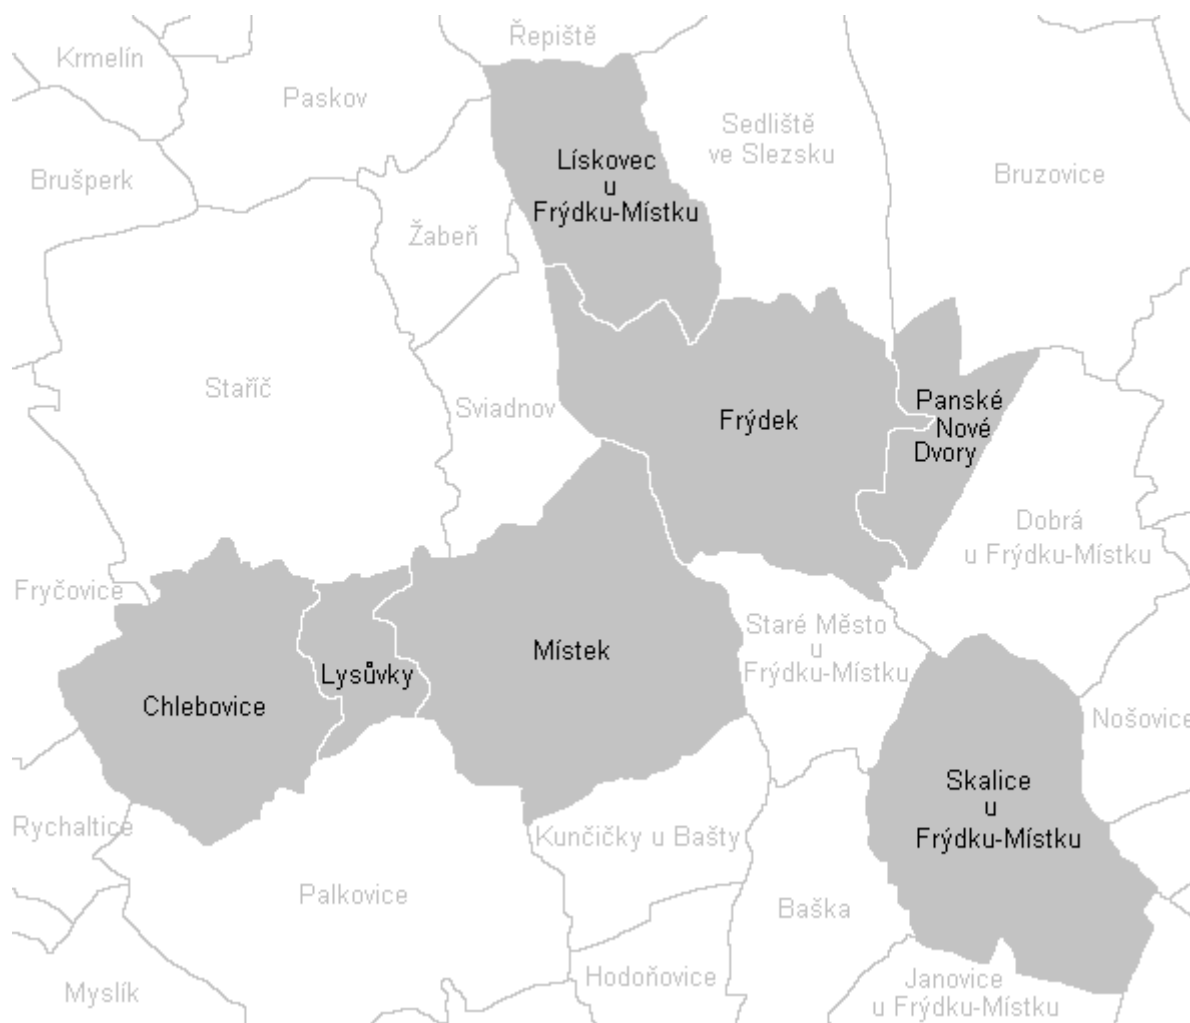 Řepiště
Krmelín
Paskov
Sedliště
ve Slezsku
Lískovec
u
Frýdku-Místku
Bruzovice
Brušperk
Žabeň
Staříč
Sviadnov
Frýdek
Panské
Nové
Dvory
Dobrá
u Frýdku-Místku
Fryčovice
Staré Město
u
Frýdku-Místku
Místek
Lysůvky
Chlebovice
Nošovice
Skalice
u
Frýdku-Místku
Rychaltice
Kunčičky u Bašty
Palkovice
Baška
Hodoňovice
Janovice
u Frýdku-Místku
Myslík